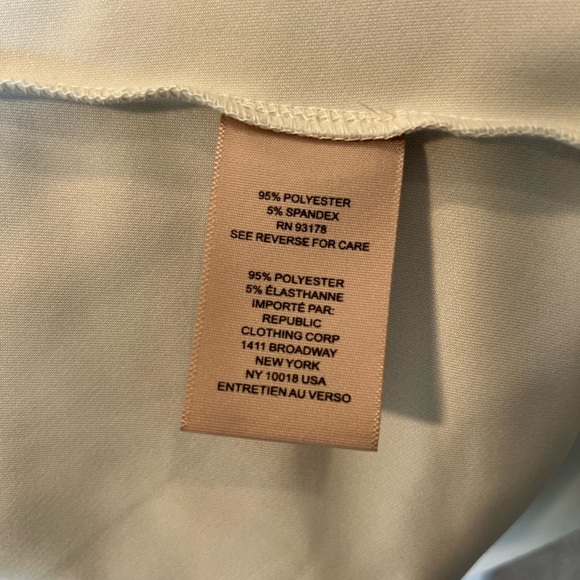 95% POLYESTER
5% SPANDEX
RN 93178
SEE REVERSE FOR CARE
95% POLYESTER
5% ÉLASTHANNE
IMPORTÉ PAR:
REPUBLIC
CLOTHING CORP
1411 BROADWAY
NEW YORK
NY 10018 USA
ENTRETIEN AU VERSO